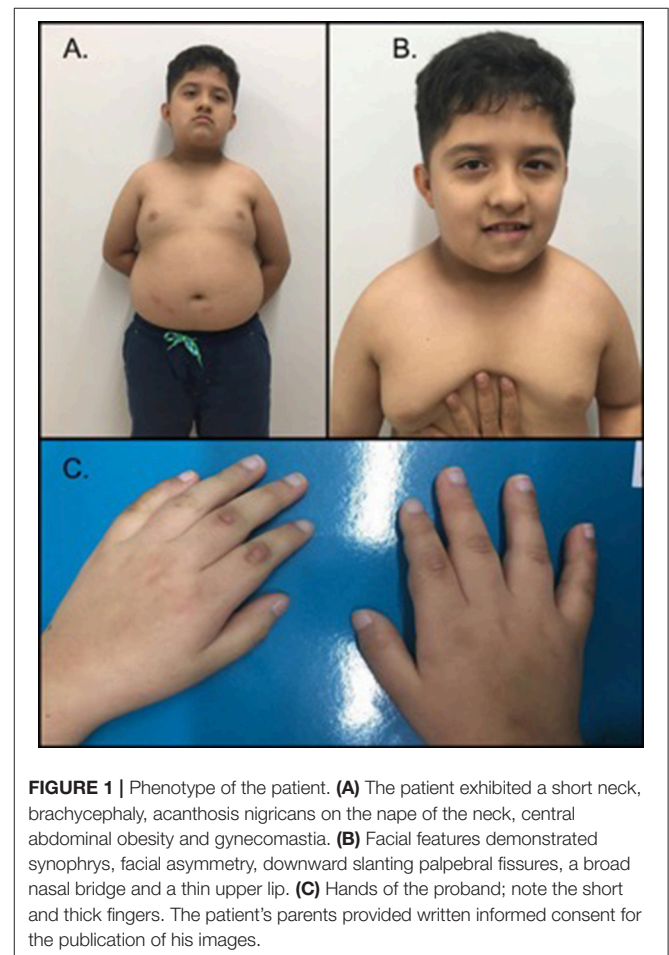 A.
B.
C.
FIGURE 1 | Phenotype of the patient. (A) The patient exhibited a short neck,
brachycephaly, acanthosis nigricans on the nape of the neck, central
abdominal obesity and gynecomastia. (B) Facial features demonstrated
synophrys, facial asymmetry, downward slanting palpebral fissures, a broad
nasal bridge and a thin upper lip. (C) Hands of the proband; note the short
and thick fingers. The patient's parents provided written informed consent for
the publication of his images.